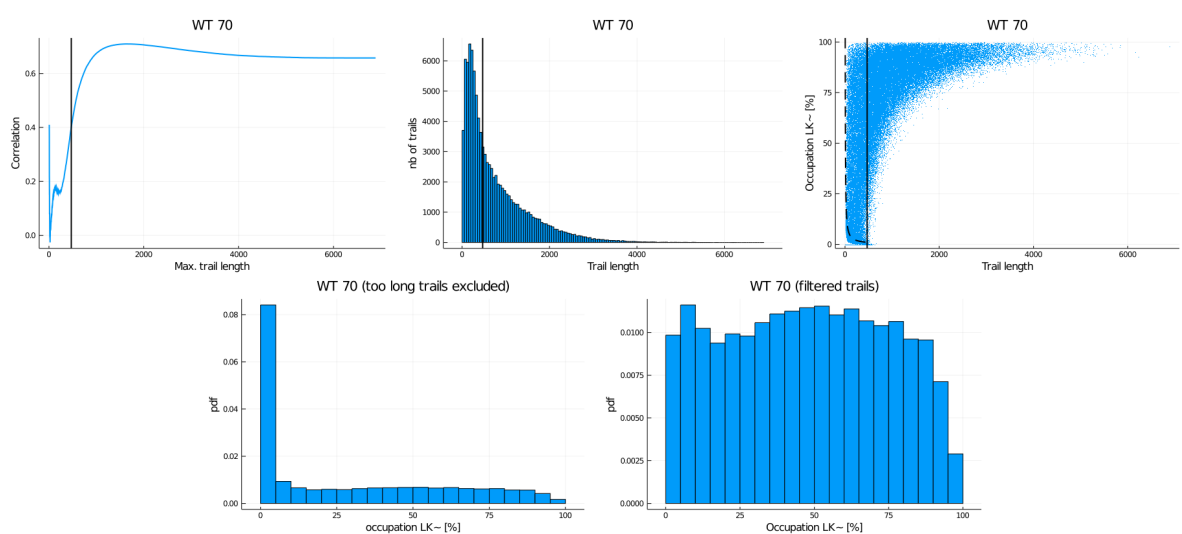 WT 70
Correlation
0.6
0.4
0.2
0.0
0 2000 4000 6000
Max. trail length
WT 70
nb of trails
6000
5000
4000
3000
2000
1000
0
0 2000 4000 6000
Trail length
WT 70
Occupation LK~ [%]
100
75
50
25
0
0 2000 4000 6000
Trail length
WT 70 (too long trails excluded)
pdf
0.08
0.06
0.04
0.02
0.00
0 25 50 75 100
occupation LK~ [%]
WT 70 (filtered trails)
pdf
0.0100
0.0075
0.0050
0.0025
0.0000
0 25 50 75 100
Occupation LK~ [%]